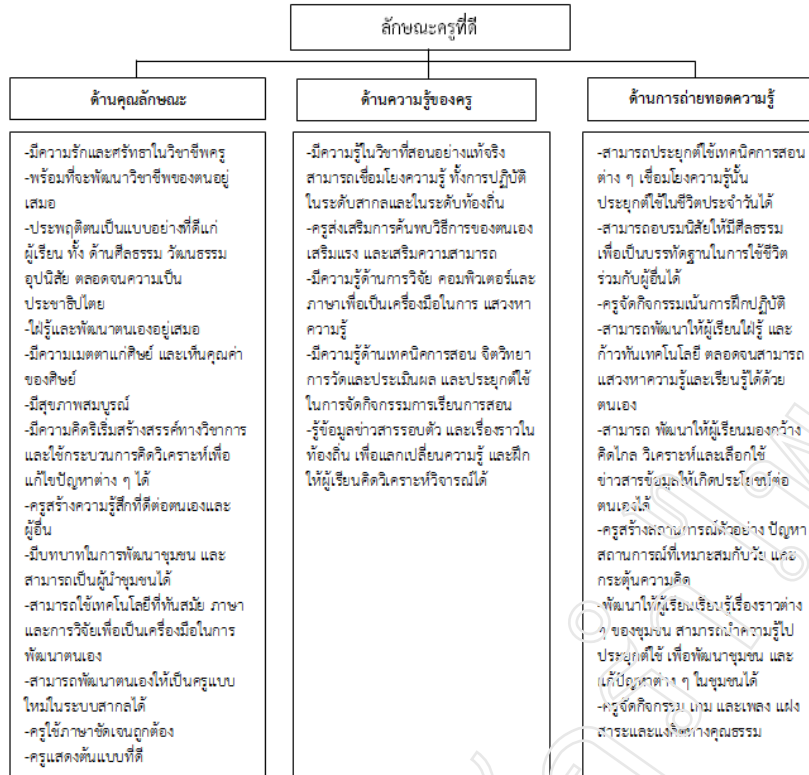 ลักษณะครูที่ดี
ด้านคุณลักษณะ
-มีความรักและศรัทธาในวิชาชีพครู
-พร้อมที่จะพัฒนาวิชาชีพของตนอยู่
เสมอ
-ประพฤติตนเป็นแบบอย่างที่ดีแก่
ผู้เรียน ทั้ง ด้านศีลธรรม วัฒนธรรม
อุปนิสัย ตลอดจนความเป็น
ประชาธิปไตย
-ใฝ่รู้และพัฒนาตนเองอยู่เสมอ
-มีความเมตตาแก่ศิษย์ และเห็นคุณค่า
ของศิษย์
-มีสุขภาพสมบูรณ์
-มีความคิดริเริ่มสร้างสรรค์ทางวิชาการ
และใช้กระบวนการคิดวิเคราะห์เพื่อ
แก้ไขปัญหาต่าง ๆ ได้
-ครูสร้างความรู้สึกที่ดีต่อตนเองและ
ผู้อื่น
-มีบทบาทในการพัฒนาชุมชน และ
สามารถเป็นผู้นำชุมชนได้
-สามารถใช้เทคโนโลยีที่ทันสมัย ภาษา
และการวิจัยเพื่อเป็นเครื่องมือในการ
พัฒนาตนเอง
-สามารถพัฒนาตนเองให้เป็นครูแบบ
ใหม่ในระบบสากลได้
-ครูใช้ภาษาชัดเจนถูกต้อง
-ครูแสดงต้นแบบที่ดี
ด้านความรู้ของครู
-มีความรู้ในวิชาที่สอนอย่างแท้จริง
สามารถเชื่อมโยงความรู้ ทั้งการปฏิบัติ
ในระดับสากลและในระดับท้องถิ่น
-ครูส่งเสริมการค้นพบวิธีการของตนเอง
เสริมแรง และเสริมความสามารถ
-มีความรู้ด้านการวิจัย คอมพิวเตอร์และ
ภาษาเพื่อเป็นเครื่องมือในการ แสวงหา
ความรู้
-มีความรู้ด้านเทคนิคการสอน จิตวิทยา
การวัดและประเมินผล และประยุกต์ใช้
ในการจัดกิจกรรมการเรียนการสอน
-รู้ข้อมูลข่าวสารรอบตัว และเรื่องราวใน
ท้องถิ่น เพื่อแลกเปลี่ยนความรู้ และฝึก
ให้ผู้เรียนคิดวิเคราะห์วิจารณ์ได้
ด้านการถ่ายทอดความรู้
-สามารถประยุกต์ใช้เทคนิคการสอน
ต่าง ๆ เชื่อมโยงความรู้นั้น
ประยุกต์ใช้ในชีวิตประจำวันได้
-สามารถอบรมนิสัยให้มีศีลธรรม
เพื่อเป็นบรรทัดฐานในการใช้ชีวิต
ร่วมกับผู้อื่นได้
-ครูจัดกิจกรรมเน้นการฝึกปฏิบัติ
-สามารถพัฒนาให้ผู้เรียนใฝ่รู้ และ
ก้าวทันเทคโนโลยี ตลอดจนสามารถ
แสวงหาความรู้และเรียนรู้ได้ด้วย
ตนเอง
-สามารถ พัฒนาให้ผู้เรียนมองกว้าง
คิดไกล วิเคราะห์และเลือกใช้
ข่าวสารข้อมูลให้เกิดประโยชน์ต่อ
ตนเองได้
-ครูสร้างสถานการณ์ตัวอย่าง ปัญหา
สถานการณ์ที่เหมาะสมกับวัย และ
กระตุ้นความคิด
-พัฒนาให้ผู้เรียนเรียนรู้เรื่องราวต่าง
ๆ ของชุมชน สามารถนำความรู้ไป
ประยุกต์ใช้ เพื่อพัฒนาชุมชน และ
แก้ปัญหาต่าง ๆ ในชุมชนได้
-ครูจัดกิจกรรม เกม และเพลง แฝง
สาระและแง่คิดทางคุณธรรม